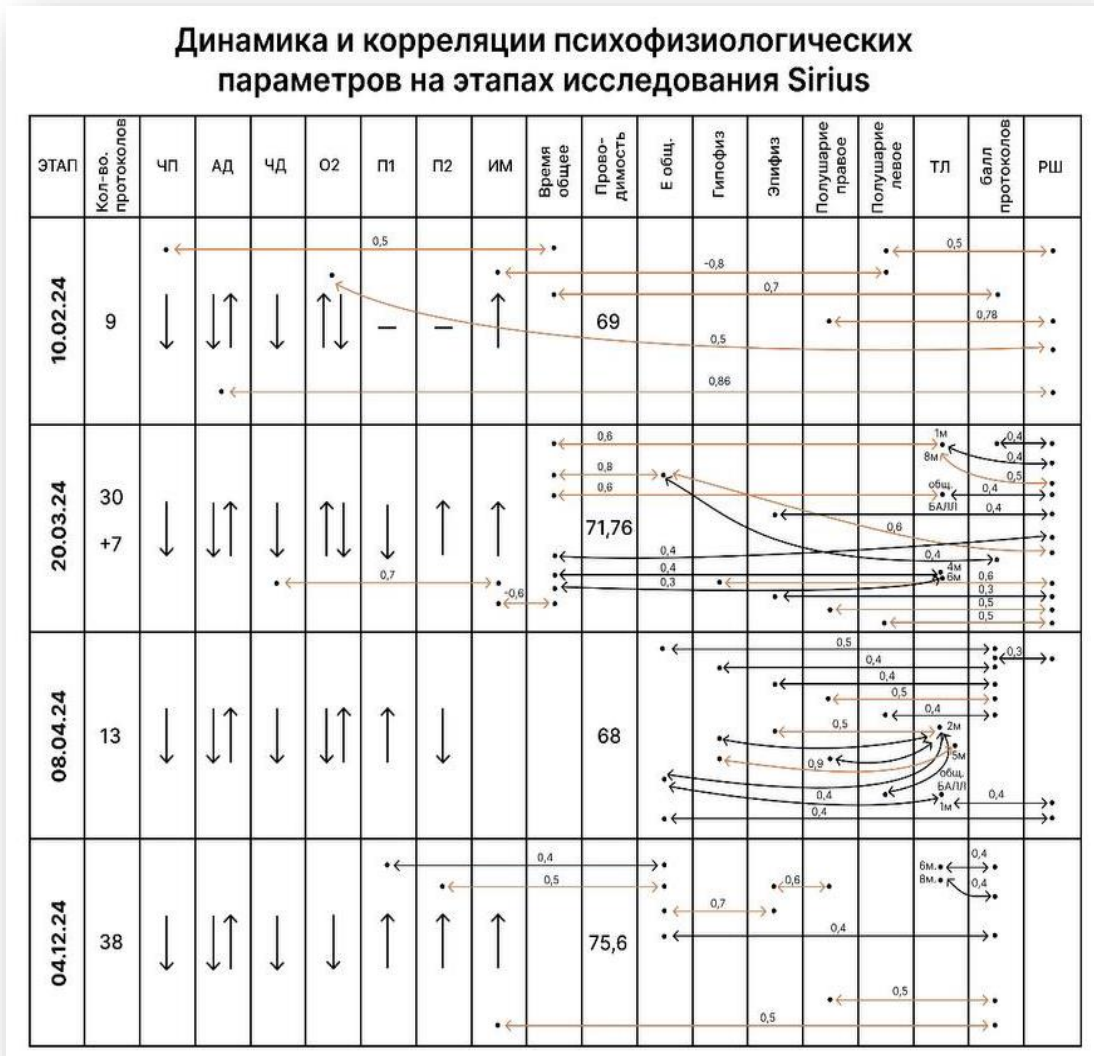 Динамика и корреляции психофизиологических
параметров на этапах исследования Sirius
ЭТАП
Кол-во.
протоколов
ЧП
АД
ЧД
О2
П1
П2
ИМ
Время
общее
Прово-
димость
Е общ.
Гипофиз
Эпифиз
Полушарие
правое
Полушарие
левое
ТЛ
балл
протоколов
РШ
10.02.24
9
–
–
69
0,5
0,5
-0,8
0,7
0,78
0,5
0,86
20.03.24
30
+7
71,76
0,6
1м
0,4
8м
0,4
0,8
0,5
0,6
общ.
БАЛЛ
0,4
0,4
0,6
0,4
0,4
0,4
4м
0,7
0,3
6м
0,6
-0,6
0,3
0,5
0,5
08.04.24
13
68
0,5
0,3
0,4
0,4
0,5
0,4
2м
0,5
5м
0,9
общ.
БАЛЛ
0,4
1м
0,4
0,4
04.12.24
38
75,6
0,4
6м.
0,4
0,5
0,6
8м.
0,4
0,7
0,4
0,5
0,5